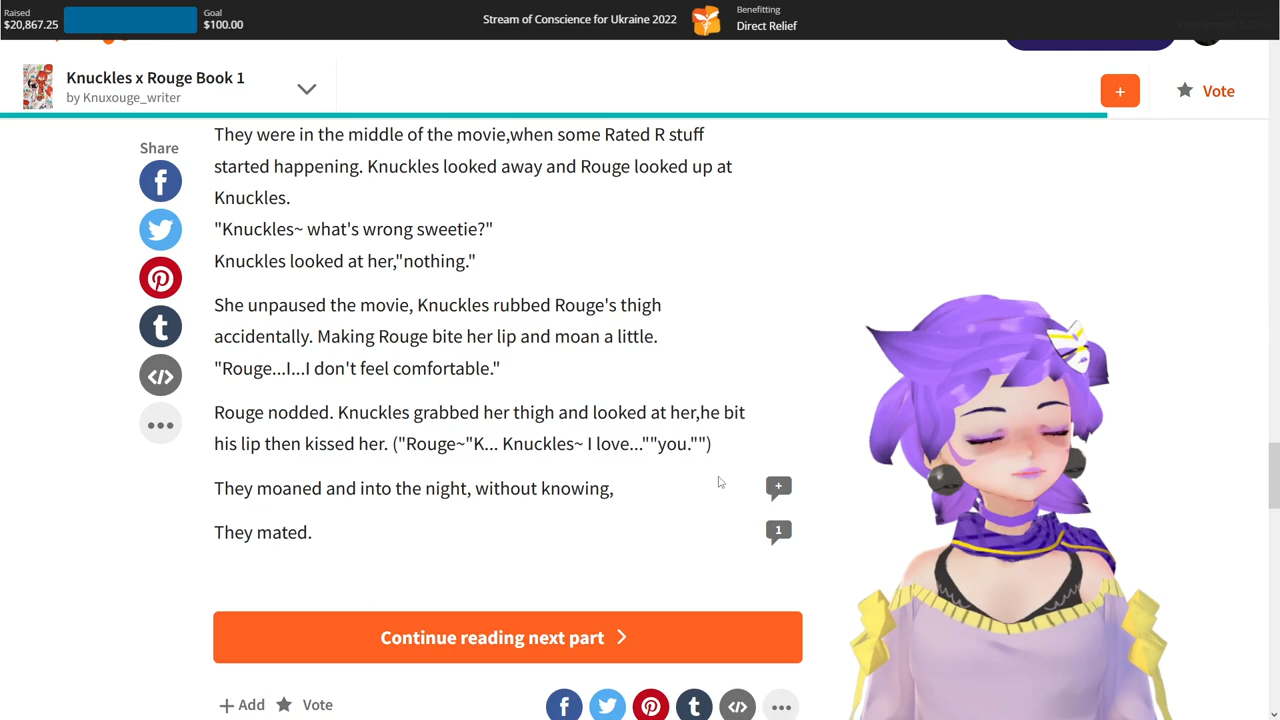 Raised
$20,867.25
Goal
$100.00
Stream of Conscience for Ukraine 2022
Benefitting
Direct Relief
Knuckles x Rouge Book 1
by Knuxouge_writer
+
Vote
Share
They were in the middle of the movie,when some Rated R stuff
started happening. Knuckles looked away and Rouge looked up at
Knuckles.
"Knuckles~ what's wrong sweetie?"
Knuckles looked at her,"nothing."
She unpaused the movie, Knuckles rubbed Rouge's thigh
accidentally. Making Rouge bite her lip and moan a little.
"Rouge...I...I don't feel comfortable."
Rouge nodded. Knuckles grabbed her thigh and looked at her,he bit
his lip then kissed her. ("Rouge~"K... Knuckles~ I love...""you."")
They moaned and into the night, without knowing,
+
They mated.
1
Continue reading next part
+ Add
Vote